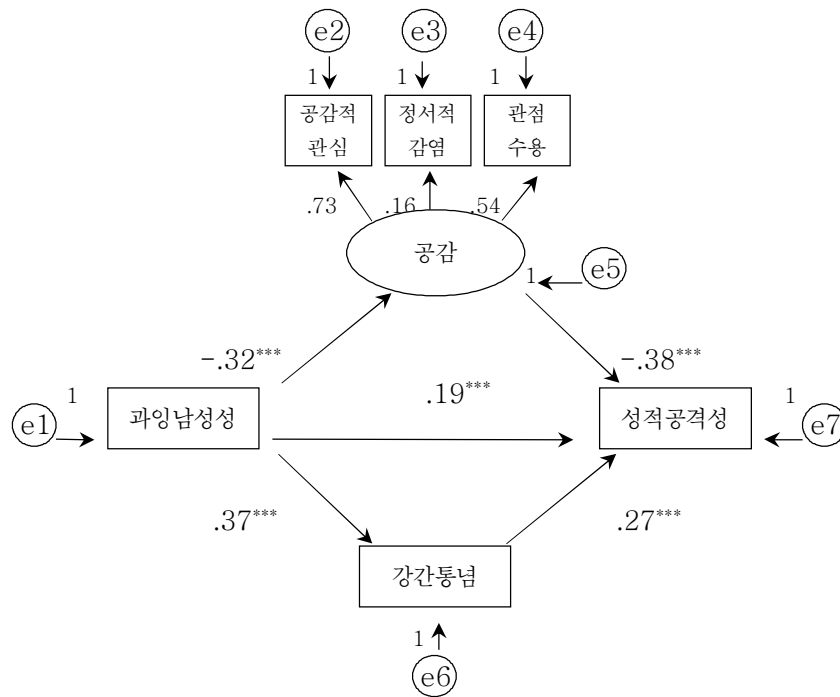 e2 e3 e4
1 1 1
공감적 정서적 관점
관심 감염 수용
.73 .16 .54
공감
1 e5
-.32*** -.38***
.19***
1 1
e1 과잉남성성 성적공격성 e7
.37*** .27***
강간통념
1
e6